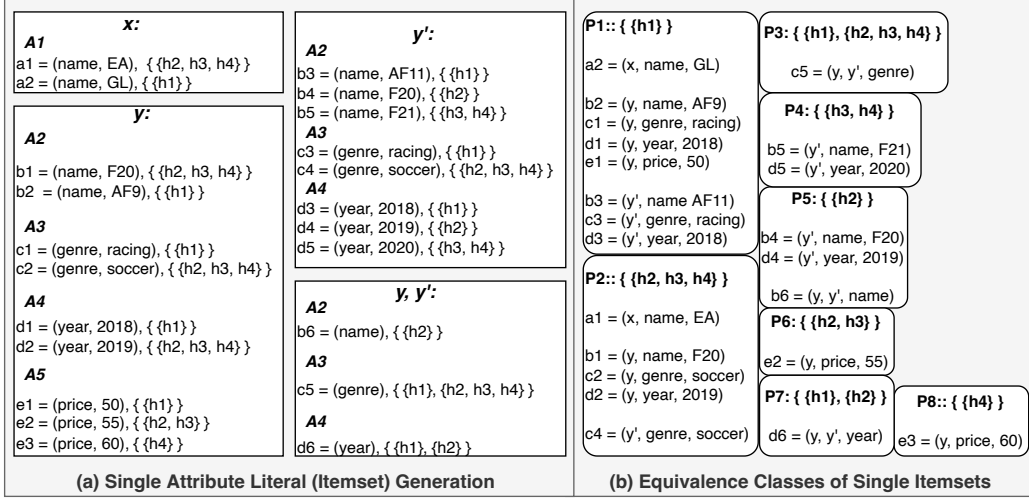 x:
A1
a1 = (name, EA), { {h2, h3, h4} }
a2 = (name, GL), { {h1} }
y:
A2
b1 = (name, F20), { {h2, h3, h4} }
b2 = (name, AF9), { {h1} }
A3
c1 = (genre, racing), { {h1} }
c2 = (genre, soccer), { {h2, h3, h4} }
A4
d1 = (year, 2018), { {h1} }
d2 = (year, 2019), { {h2, h3, h4} }
A5
e1 = (price, 50), { {h1} }
e2 = (price, 55), { {h2, h3} }
e3 = (price, 60), { {h4} }
y':
A2
b3 = (name, AF11), { {h1} }
b4 = (name, F20), { {h2} }
b5 = (name, F21), { {h3, h4} }
A3
c3 = (genre, racing), { {h1} }
c4 = (genre, soccer), { {h2, h3, h4} }
A4
d3 = (year, 2018), { {h1} }
d4 = (year, 2019), { {h2} }
d5 = (year, 2020), { {h3, h4} }
y, y':
A2
b6 = (name), { {h2} }
A3
c5 = (genre), { {h1}, {h2, h3, h4} }
A4
d6 = (year), { {h1}, {h2} }
(a) Single Attribute Literal (Itemset) Generation
P1:: { {h1} }
a2 = (x, name, GL)
b2 = (y, name, AF9)
c1 = (y, genre, racing)
d1 = (y, year, 2018)
e1 = (y, price, 50)
b3 = (y', name AF11)
c3 = (y', genre, racing)
d3 = (y', year, 2018)
P2:: { {h2, h3, h4} }
a1 = (x, name, EA)
b1 = (y, name, F20)
c2 = (y, genre, soccer)
d2 = (y, year, 2019)
c4 = (y', genre, soccer)
P3: { {h1}, {h2, h3, h4} }
c5 = (y, y', genre)
P4: { {h3, h4} }
b5 = (y', name, F21)
d5 = (y', year, 2020)
P5: { {h2} }
b4 = (y', name, F20)
d4 = (y', year, 2019)
b6 = (y, y', name)
P6: { {h2, h3} }
e2 = (y, price, 55)
P7: { {h1}, {h2} }
d6 = (y, y', year)
P8: { {h4} }
e3 = (y, price, 60)
(b) Equivalence Classes of Single Itemsets